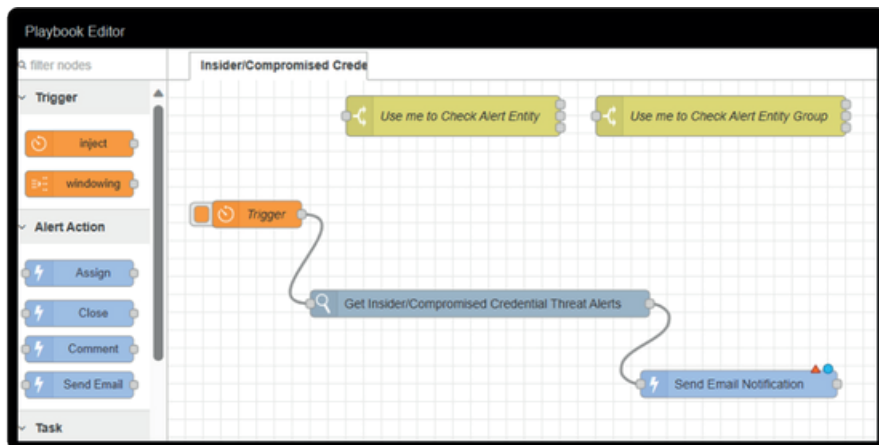 Playbook Editor
filter nodes
Insider/Compromised Crede
Trigger
Use me to Check Alert Entity
Use me to Check Alert Entity Group
inject
windowing
Trigger
Alert Action
Assign
Get Insider/Compromised Credential Threat Alerts
Close
Comment
Send Email
Send Email Notification
Task